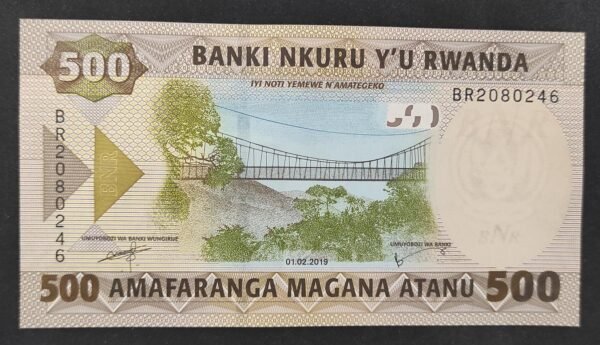 500
BANKI NKURU Y'U RWANDA
IYI NOTI YEMEWE N'AMATEGEKO
BR2080246
BR2080246
BNR
BNR
UMUYOBOZI WA BANKI WUNGIRIJE
UMUYOBOZI WA BANKI
01.02.2019
500 AMAFARANGA MAGANA ATANU 500